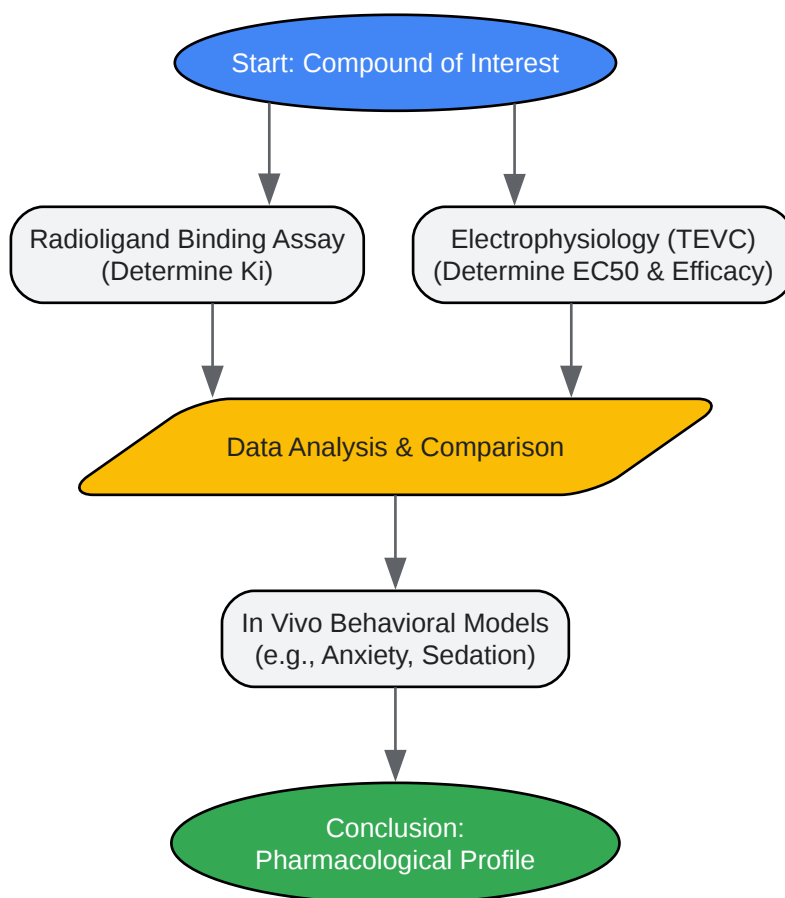 Start: Compound of Interest
Radioligand Binding Assay
(Determine Ki)
Electrophysiology (TEVC)
(Determine EC50 & Efficacy)
Data Analysis & Comparison
In Vivo Behavioral Models
(e.g., Anxiety, Sedation)
Conclusion:
Pharmacological Profile